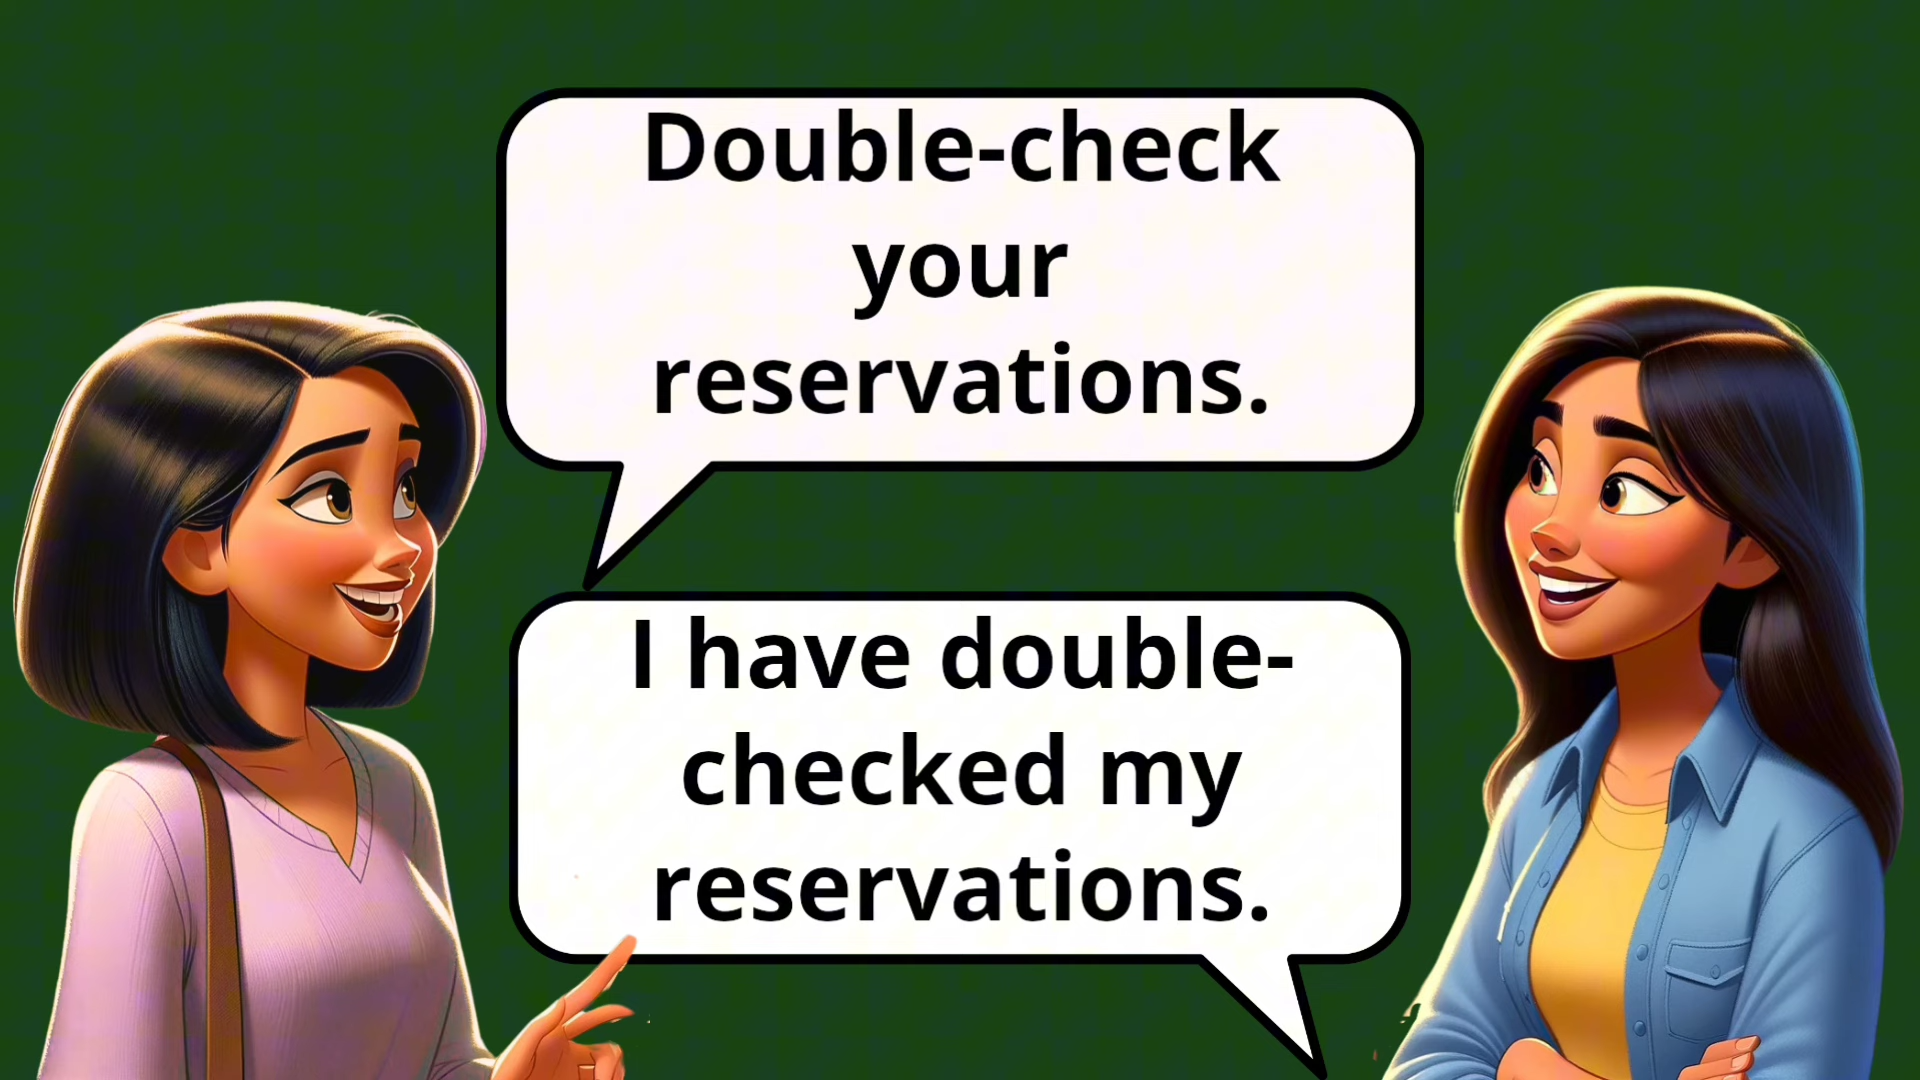 Double-check
your
reservations.
I have double-
checked my
reservations.